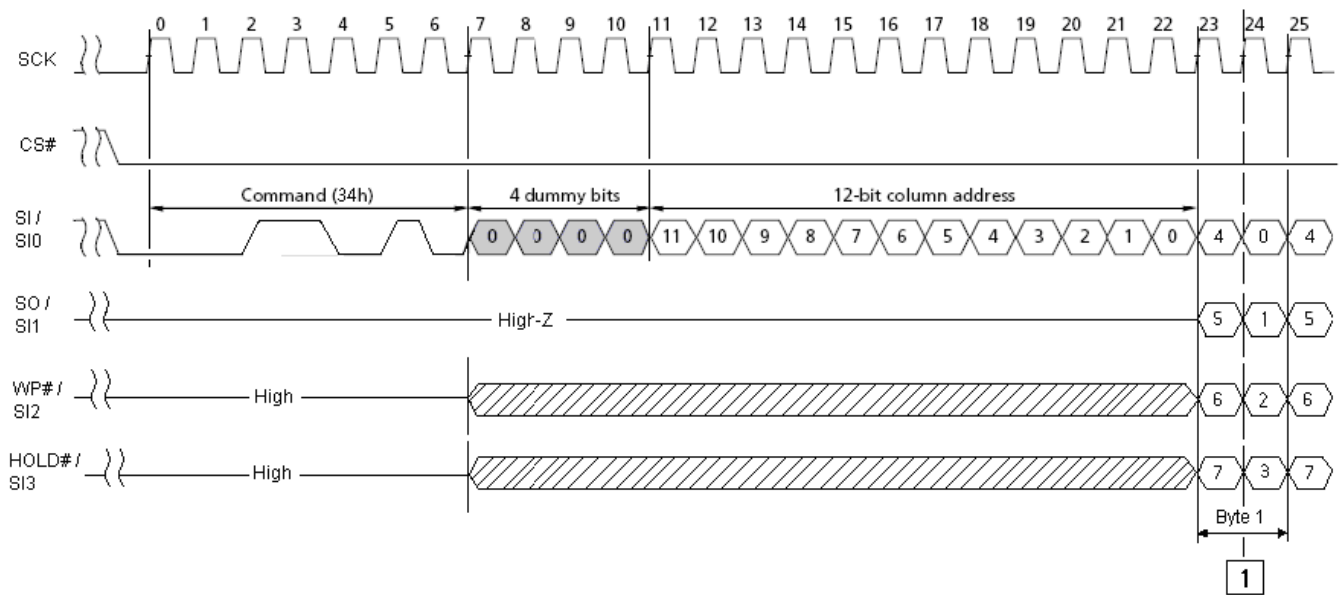 0 1 2 3 4 5 6 7 8 9 10 11 12 13 14 15 16 17 18 19 20 21 22 23 24 25
SCK
CS#
Command (34h) 4 dummy bits 12-bit column address
SI /
SI0
0 0 0 0 11 10 9 8 7 6 5 4 3 2 1 0 4 0 4
SO /
SI1
High-Z 5 1 5
WP# /
SI2
High 6 2 6
HOLD# /
SI3
High 7 3 7
Byte 1
1